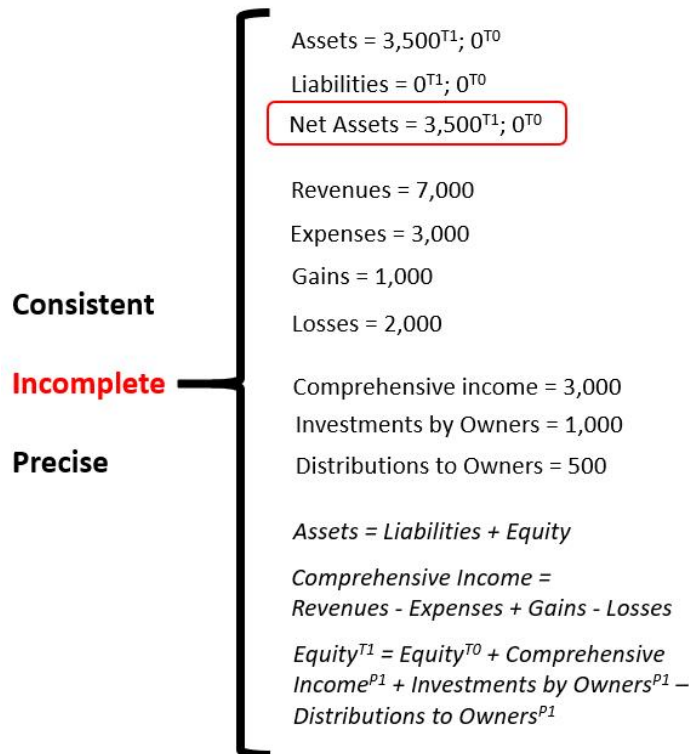 Assets = 3,500ᵀ¹; 0ᵀ⁰
Liabilities = 0ᵀ¹; 0ᵀ⁰
Net Assets = 3,500ᵀ¹; 0ᵀ⁰
Revenues = 7,000
Expenses = 3,000
Gains = 1,000
Consistent
Losses = 2,000
Incomplete
Comprehensive income = 3,000
Investments by Owners = 1,000
Precise
Distributions to Owners = 500
Assets = Liabilities + Equity
Comprehensive Income =
Revenues - Expenses + Gains - Losses
Equityᵀ¹ = Equityᵀ⁰ + Comprehensive
Incomeᴾ¹ + Investments by Ownersᴾ¹ –
Distributions to Ownersᴾ¹